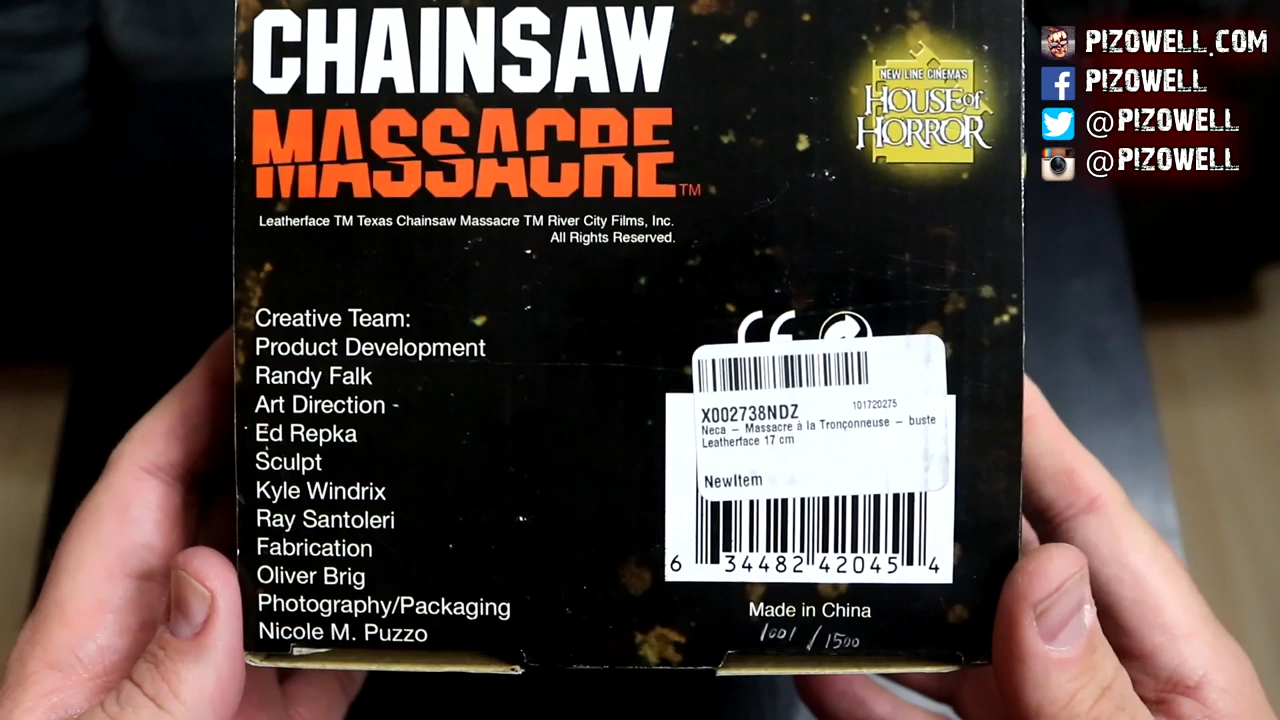 CHAINSAW
MASSACRE™
Leatherface TM Texas Chainsaw Massacre TM River City Films, Inc.
All Rights Reserved.
NEW LINE CINEMA'S
HOUSE of
HORROR
PIZOWELL.COM
PIZOWELL
@PIZOWELL
@PIZOWELL
Creative Team:
Product Development
Randy Falk
Art Direction -
Ed Repka
Sculpt
Kyle Windrix
Ray Santoleri
Fabrication
Oliver Brig
Photography/Packaging
Nicole M. Puzzo
CE
X002738NDZ 101720275
Neca – Massacre à la Tronçonneuse – buste
Leatherface 17 cm
NewItem
6 34482 42045 4
Made in China
1001 / 1500